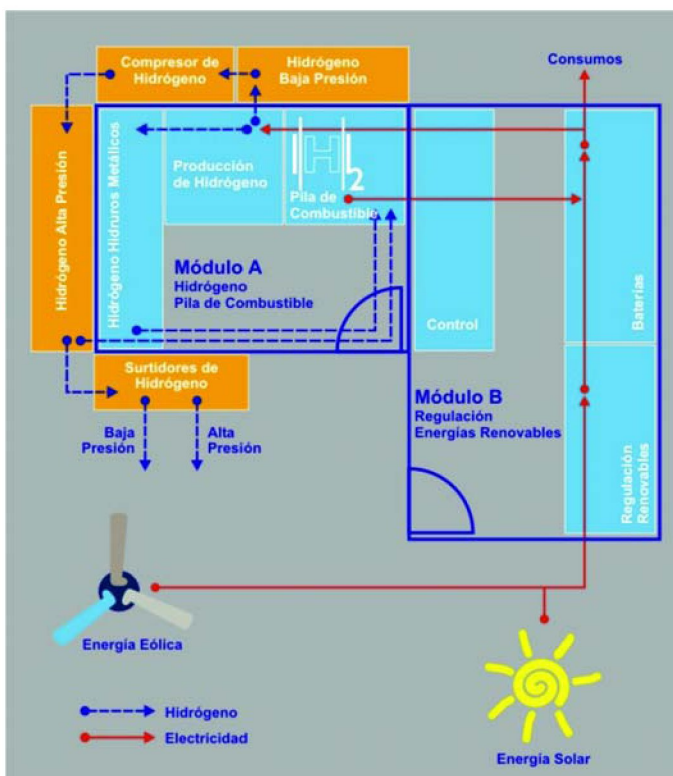 Consumos
Compresor de
Hidrógeno
Hidrógeno
Baja Presión
Hidrógeno Alta Presión
Hidrógeno Hidruros Metálicos
Producción
de Hidrógeno
H2
Pila de
Combustible
Módulo A
Hidrógeno
Pila de Combustible
Control
Baterías
Surtidores de
Hidrógeno
Baja
Presión
Alta
Presión
Módulo B
Regulación
Energías Renovables
Regulación
Renovables
Energía Eólica
Hidrógeno
Electricidad
Energía Solar